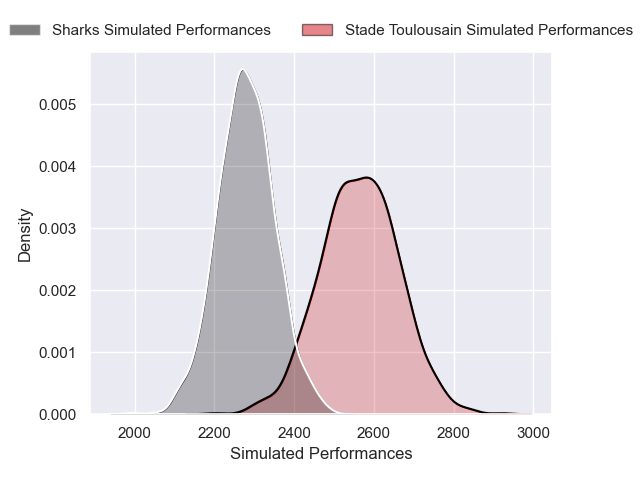 Sharks Simulated Performances
Stade Toulousain Simulated Performances
0.005
0.004
0.003
0.002
0.001
0.000
Density
2000 2200 2400 2600 2800 3000
Simulated Performances